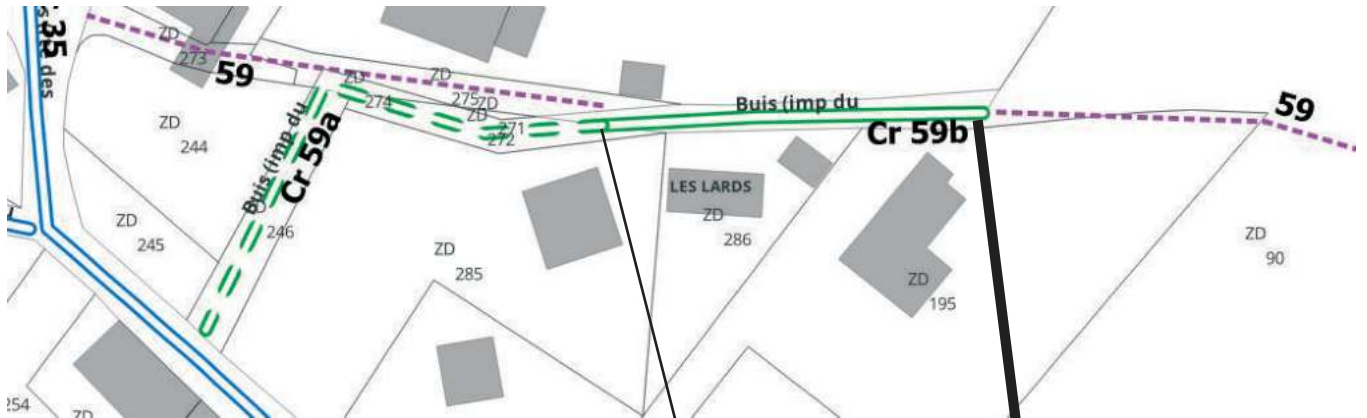 35
des
ZD
273
59
ZD
244
ZD
245
Buis (imp du
Cr 59a
246
ZD
274
ZD
275
ZD
ZD
271
272
Buis (imp du
Cr 59b
59
LES LARDS
ZD
286
ZD
285
ZD
195
ZD
90
254
ZD